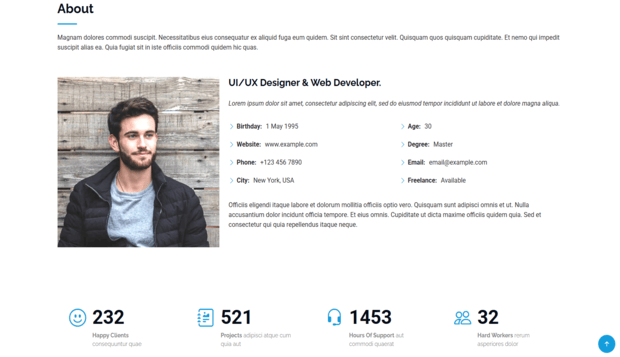 About
Magnam dolores commodi suscipit. Necessitatibus eius consequatur ex aliquid fuga eum quidem. Sit sint consectetur velit. Quisquam quos quisquam cupiditate. Et nemo qui impedit
suscipit alias ea. Quia fugiat sit in iste officiis commodi quidem hic quas.
UI/UX Designer & Web Developer.
Lorem ipsum dolor sit amet, consectetur adipiscing elit, sed do eiusmod tempor incididunt ut labore et dolore magna aliqua.
Birthday: 1 May 1995
Age: 30
Website: www.example.com
Degree: Master
Phone: +123 456 7890
Email: email@example.com
City: New York, USA
Freelance: Available
Officiis eligendi itaque labore et dolorum mollitia officiis optio vero. Quisquam sunt adipisci omnis et ut. Nulla
accusantium dolor incidunt officia tempore. Et eius omnis. Cupiditate ut dicta maxime officiis quidem quia. Sed et
consectetur qui quia repellendus itaque neque.
232
Happy Clients
consequuntur quae
521
Projects adipisci atque cum
quia aut
1453
Hours Of Support aut
commodi quaerat
32
Hard Workers rerum
asperiores dolor